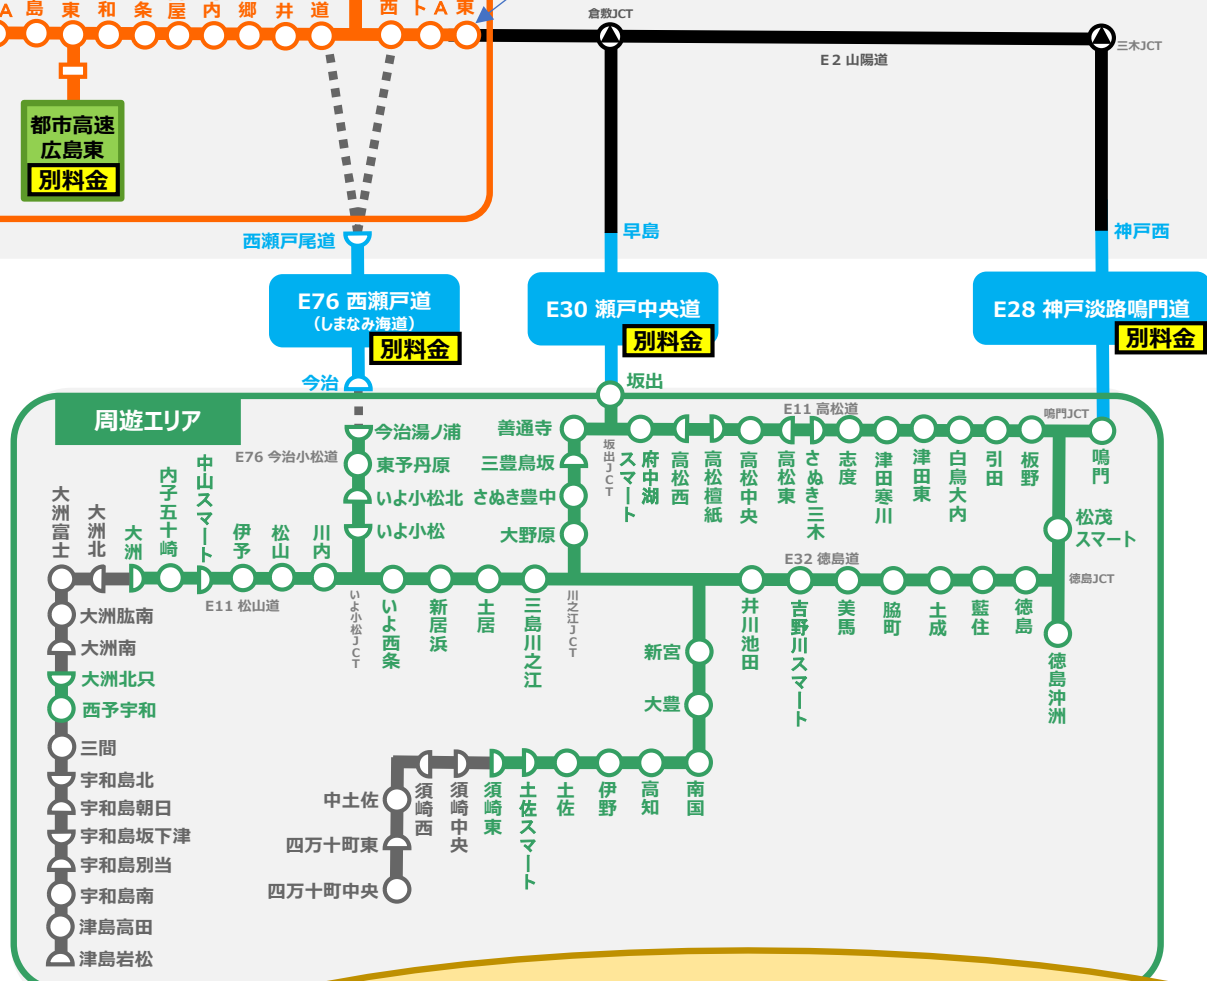 A
島
東
和
条
屋
内
郷
井
道
西
ト
A
東
倉敷JCT
三木JCT
E2 山陽道
都市高速
広島東
別料金
西瀬戸尾道
早島
神戸西
E76 西瀬戸道
(しまなみ海道)
別料金
E30 瀬戸中央道
別料金
E28 神戸淡路鳴門道
別料金
今治
坂出
周遊エリア
E11 高松道
鳴門JCT
今治湯ノ浦
E76 今治小松道
東予丹原
いよ小松北
いよ小松
善通寺
三豊鳥坂
さぬき豊中
大野原
坂出JCT
府中湖
スマート
高松西
高松檀紙
高松中央
高松東
さぬき三木
志度
津田寒川
津田東
白鳥大内
引田
板野
鳴門
松茂
スマート
大洲富士
大洲北
大洲
内子五十崎
中山スマート
伊予
松山
川内
E11 松山道
いよ小松JCT
いよ西条
新居浜
土居
三島川之江
川之江JCT
E32 徳島道
井川池田
吉野川スマート
美馬
脇町
土成
藍住
徳島
徳島JCT
徳島沖洲
大洲肱南
大洲南
大洲北只
西予宇和
三間
宇和島北
宇和島朝日
宇和島坂下津
宇和島別当
宇和島南
津島高田
津島岩松
新宮
大豊
南国
高知
伊野
土佐
土佐スマート
須崎東
須崎中央
須崎西
中土佐
四万十町東
四万十町中央